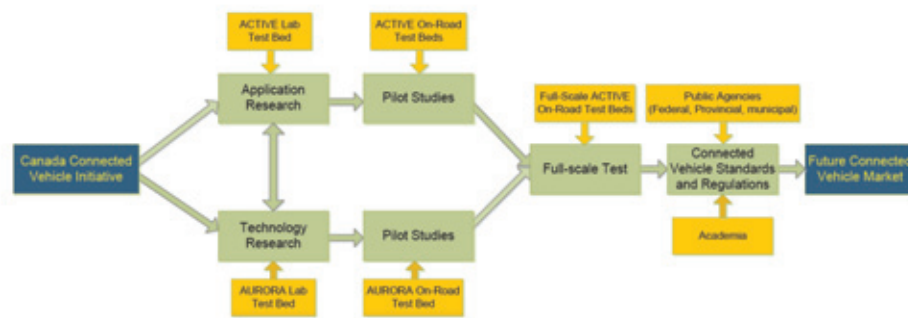 ACTIVE Lab
Test Bed
ACTIVE On-Road
Test Beds
Application
Research
Pilot Studies
Full-Scale ACTIVE
On-Road Test Beds
Public Agencies
(Federal, Provincial, municipal)
Canada Connected
Vehicle Initiative
Full-scale Test
Connected
Vehicle Standards
and Regulations
Future Connected
Vehicle Market
Technology
Research
Pilot Studies
Academia
AURORA Lab
Test Bed
AURORA On-Road
Test Bed